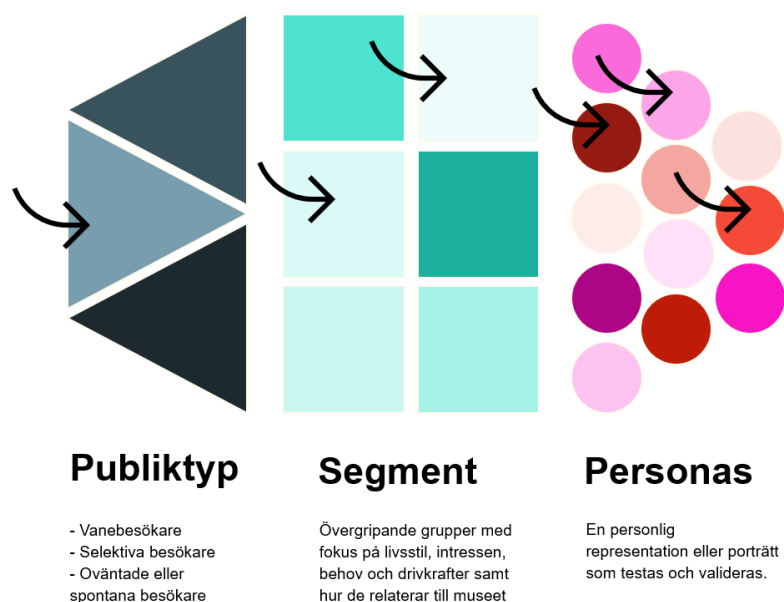 Publiktyp
- Vanebesökare
- Selektiva besökare
- Oväntade eller
spontana besökare
Segment
Övergripande grupper med
fokus på livsstil, intressen,
behov och drivkrafter samt
hur de relaterar till museet
Personas
En personlig
representation eller porträtt
som testas och valideras.